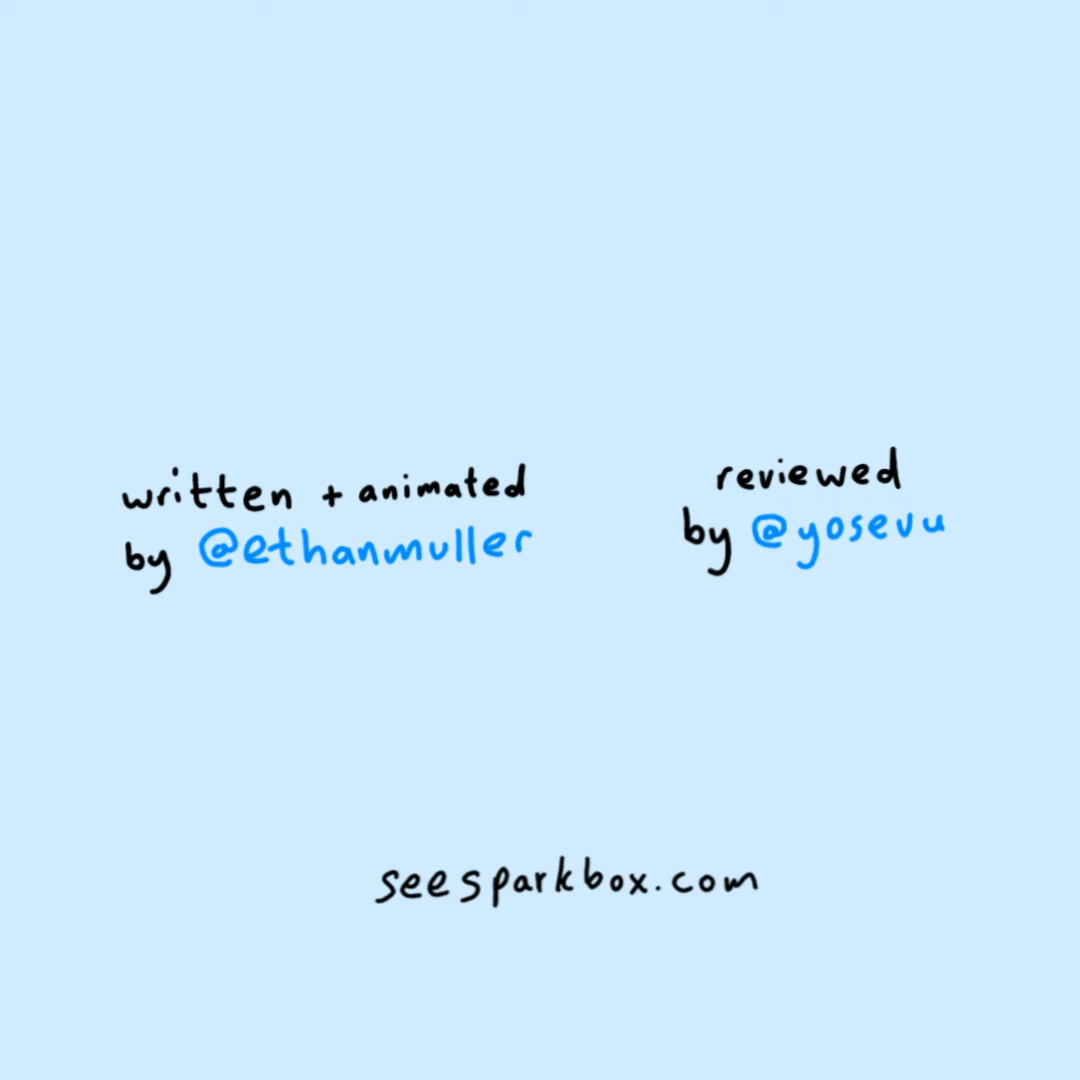 written + animated
by @ethanmuller
reviewed
by @yosevu
seesparkbox.com